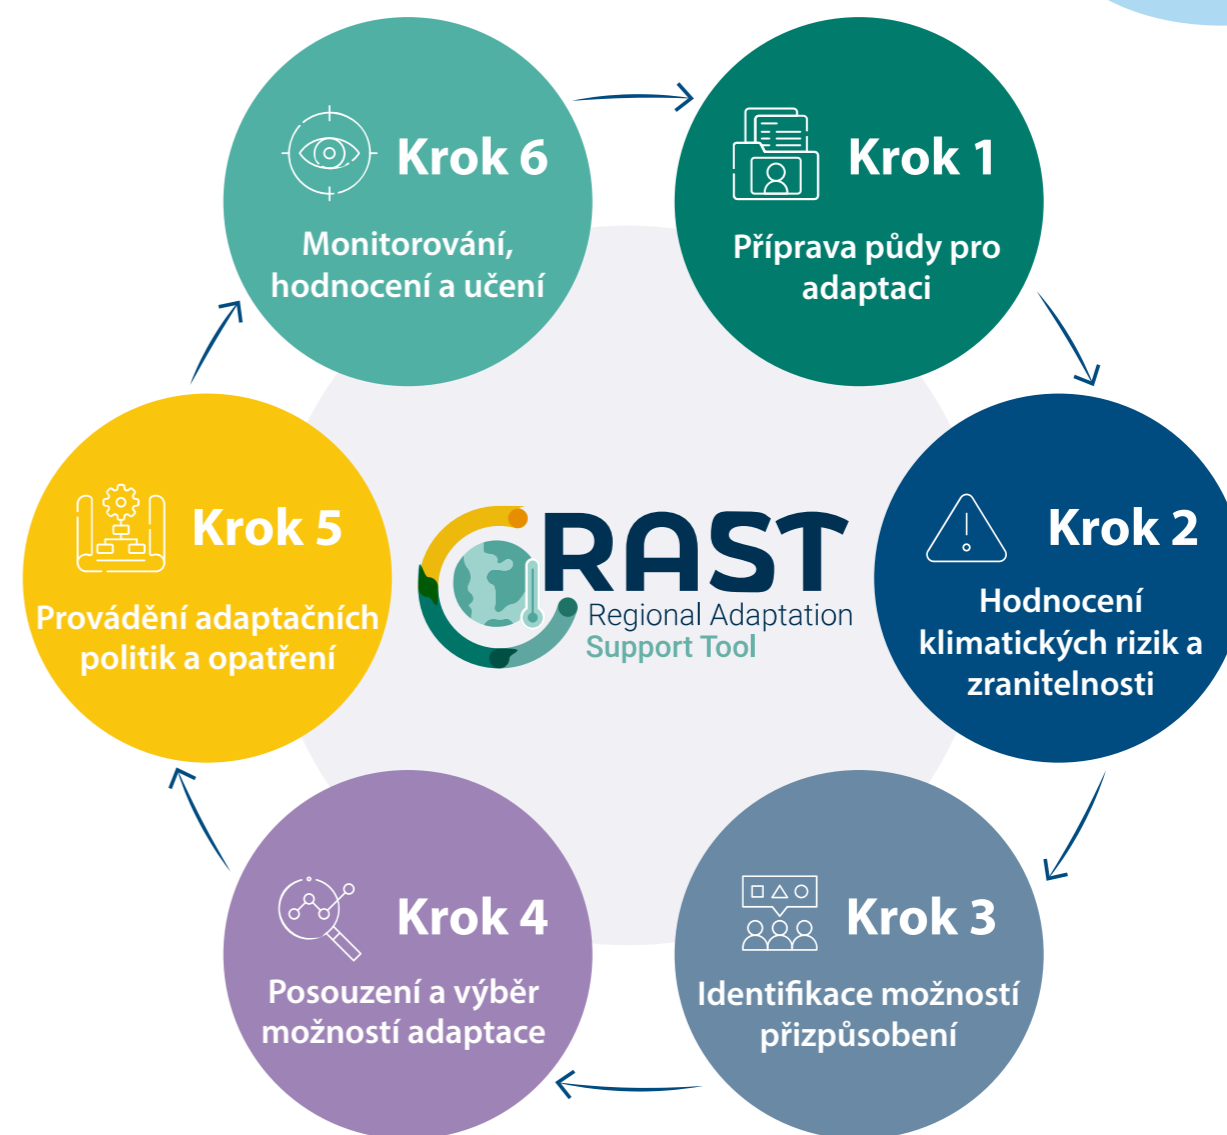 Krok 1
Příprava půdy pro
adaptaci
Krok 2
Hodnocení
klimatických rizik a
zranitelnosti
Krok 3
Identifikace možností
přizpůsobení
Krok 4
Posouzení a výběr
možností adaptace
Krok 5
Provádění adaptačních
politik a opatření
Krok 6
Monitorování,
hodnocení a učení
RAST
Regional Adaptation
Support Tool